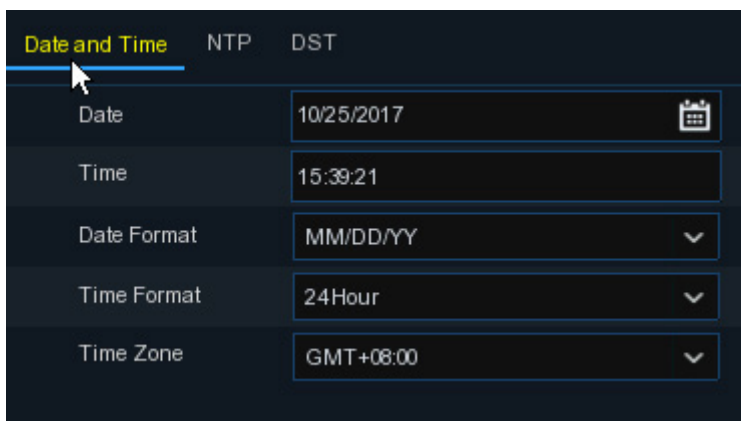 Date and Time NTP DST
Date 10/25/2017
Time 15:39:21
Date Format MM/DD/YY
Time Format 24Hour
Time Zone GMT+08:00